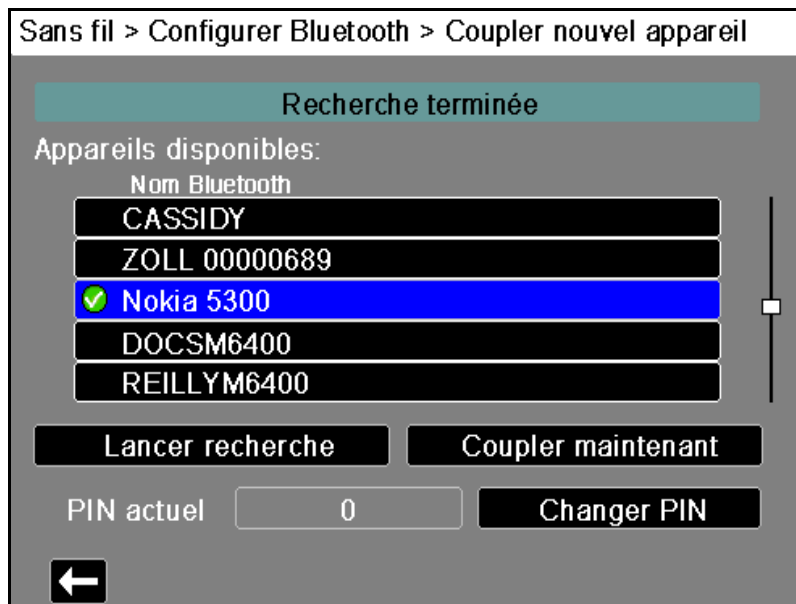 Sans fil > Configurer Bluetooth > Coupler nouvel appareil
Recherche terminée
Appareils disponibles:
Nom Bluetooth
CASSIDY
ZOLL 00000689
Nokia 5300
DOCSM6400
REILLYM6400
Lancer recherche
Coupler maintenant
PIN actuel
0
Changer PIN